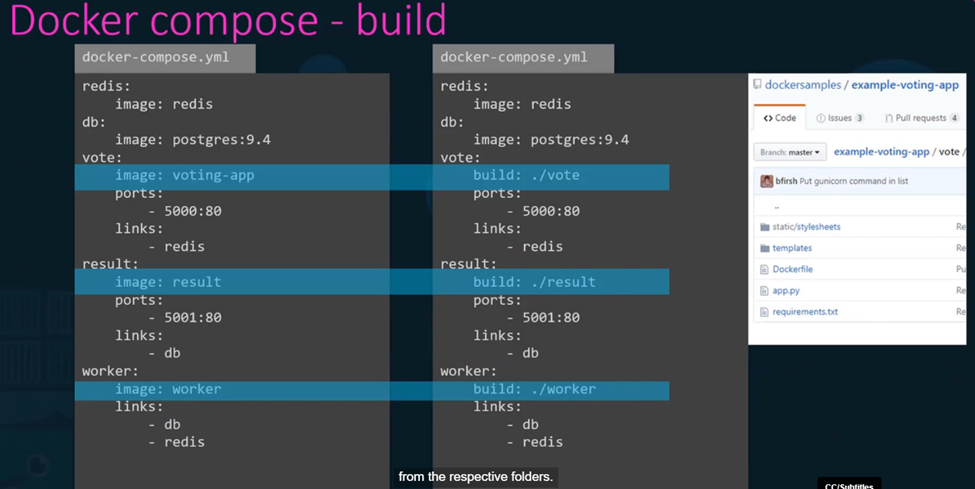 Docker compose - build
docker-compose.yml
redis:
image: redis
db:
image: postgres:9.4
vote:
image: voting-app
ports:
- 5000:80
links:
- redis
result:
image: result
ports:
- 5001:80
links:
- db
worker:
image: worker
links:
- db
- redis
docker-compose.yml
redis:
image: redis
db:
image: postgres:9.4
vote:
build: ./vote
ports:
- 5000:80
links:
- redis
result:
build: ./result
ports:
- 5001:80
links:
- db
worker:
build: ./worker
links:
- db
- redis
dockersamples / example-voting-app
<> Code Issues 3 Pull requests 4
Branch: master example-voting-app / vote /
bfirsh Put gunicorn command in list
..
static/stylesheets Re
templates Re
Dockerfile Pu
app.py Re
requirements.txt Re
from the respective folders.
CC/Subtitles